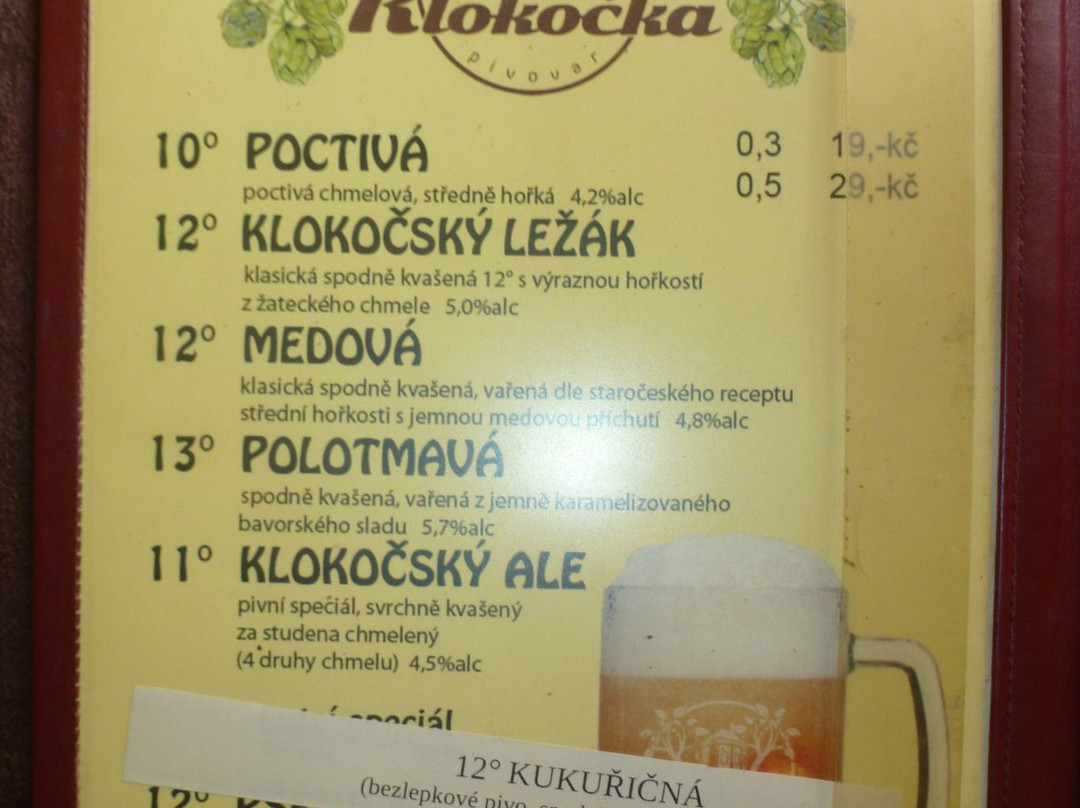 Klokočka
pivovar
10° POCTIVÁ 0,3 19,-kč
poctivá chmelová, středně hořká 4,2%alc 0,5 29,-kč
12° KLOKOČSKÝ LEŽÁK
klasická spodně kvašená 12° s výraznou hořkostí
z žateckého chmele 5,0%alc
12° MEDOVÁ
klasická spodně kvašená, vařená dle staročeského receptu
střední hořkosti s jemnou medovou příchutí 4,8%alc
13° POLOTMAVÁ
spodně kvašená, vařená z jemně karamelizovaného
bavorského sladu 5,7%alc
11° KLOKOČSKÝ ALE
pivní speciál, svrchně kvašený
za studena chmelený
(4 druhy chmelu) 4,5%alc
speciál
12° KUKUŘIČNÁ
(bezlepkové pivo,
12°